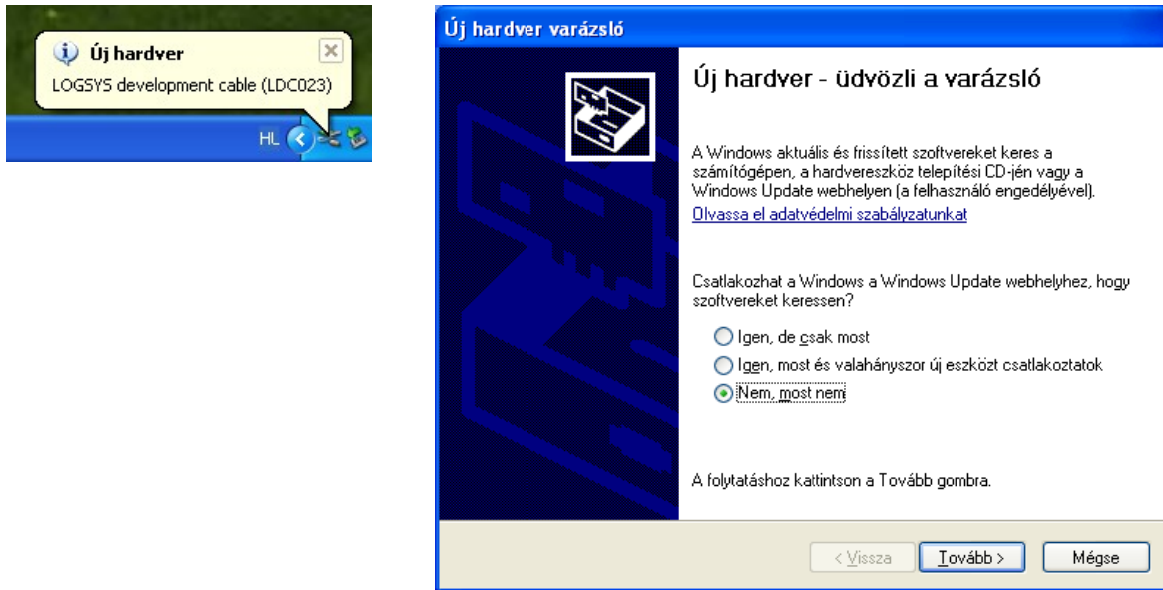 Új hardver
LOGSYS development cable (LDC023)
HL
Új hardver varázsló
Új hardver - üdvözli a varázsló
A Windows aktuális és frissített szoftvereket keres a
számítógépen, a hardvereszköz telepítési CD-jén vagy a
Windows Update webhelyen (a felhasználó engedélyével).
Olvassa el adatvédelmi szabályzatunkat
Csatlakozhat a Windows a Windows Update webhelyhez, hogy
szoftvereket keressen?
Igen, de csak most
Igen, most és valahányszor új eszközt csatlakoztatok
Nem, most nem
A folytatáshoz kattintson a Tovább gombra.
< Vissza
Tovább >
Mégse